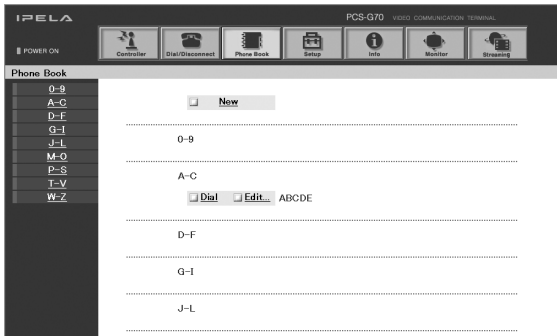 IPELA
PCS-G70 VIDEO COMMUNICATION TERMINAL
POWER ON
Controller Dial/Disconnect Phone Book Setup Info Monitor Streaming
Phone Book
0-9
A-C
D-F
G-I
J-L
M-O
P-S
T-V
W-Z
New
0-9
A-C
Dial Edit... ABCDE
D-F
G-I
J-L